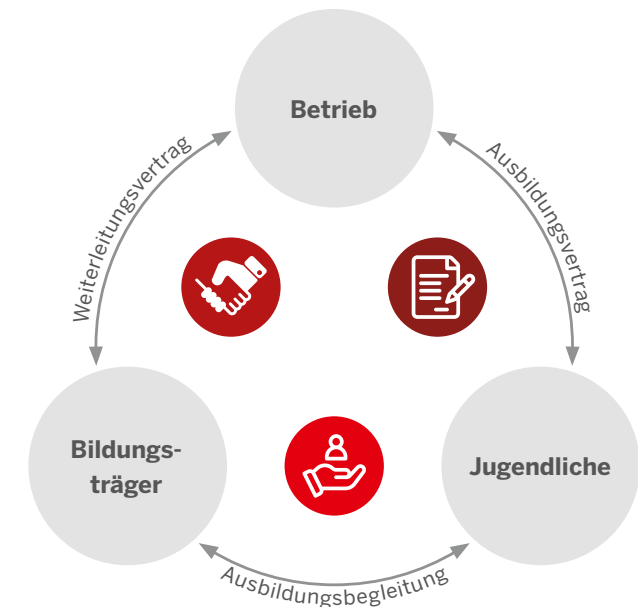 Betrieb
Weiterleitungsvertrag
Ausbildungsvertrag
Bildungs-
träger
Jugendliche
Ausbildungsbegleitung